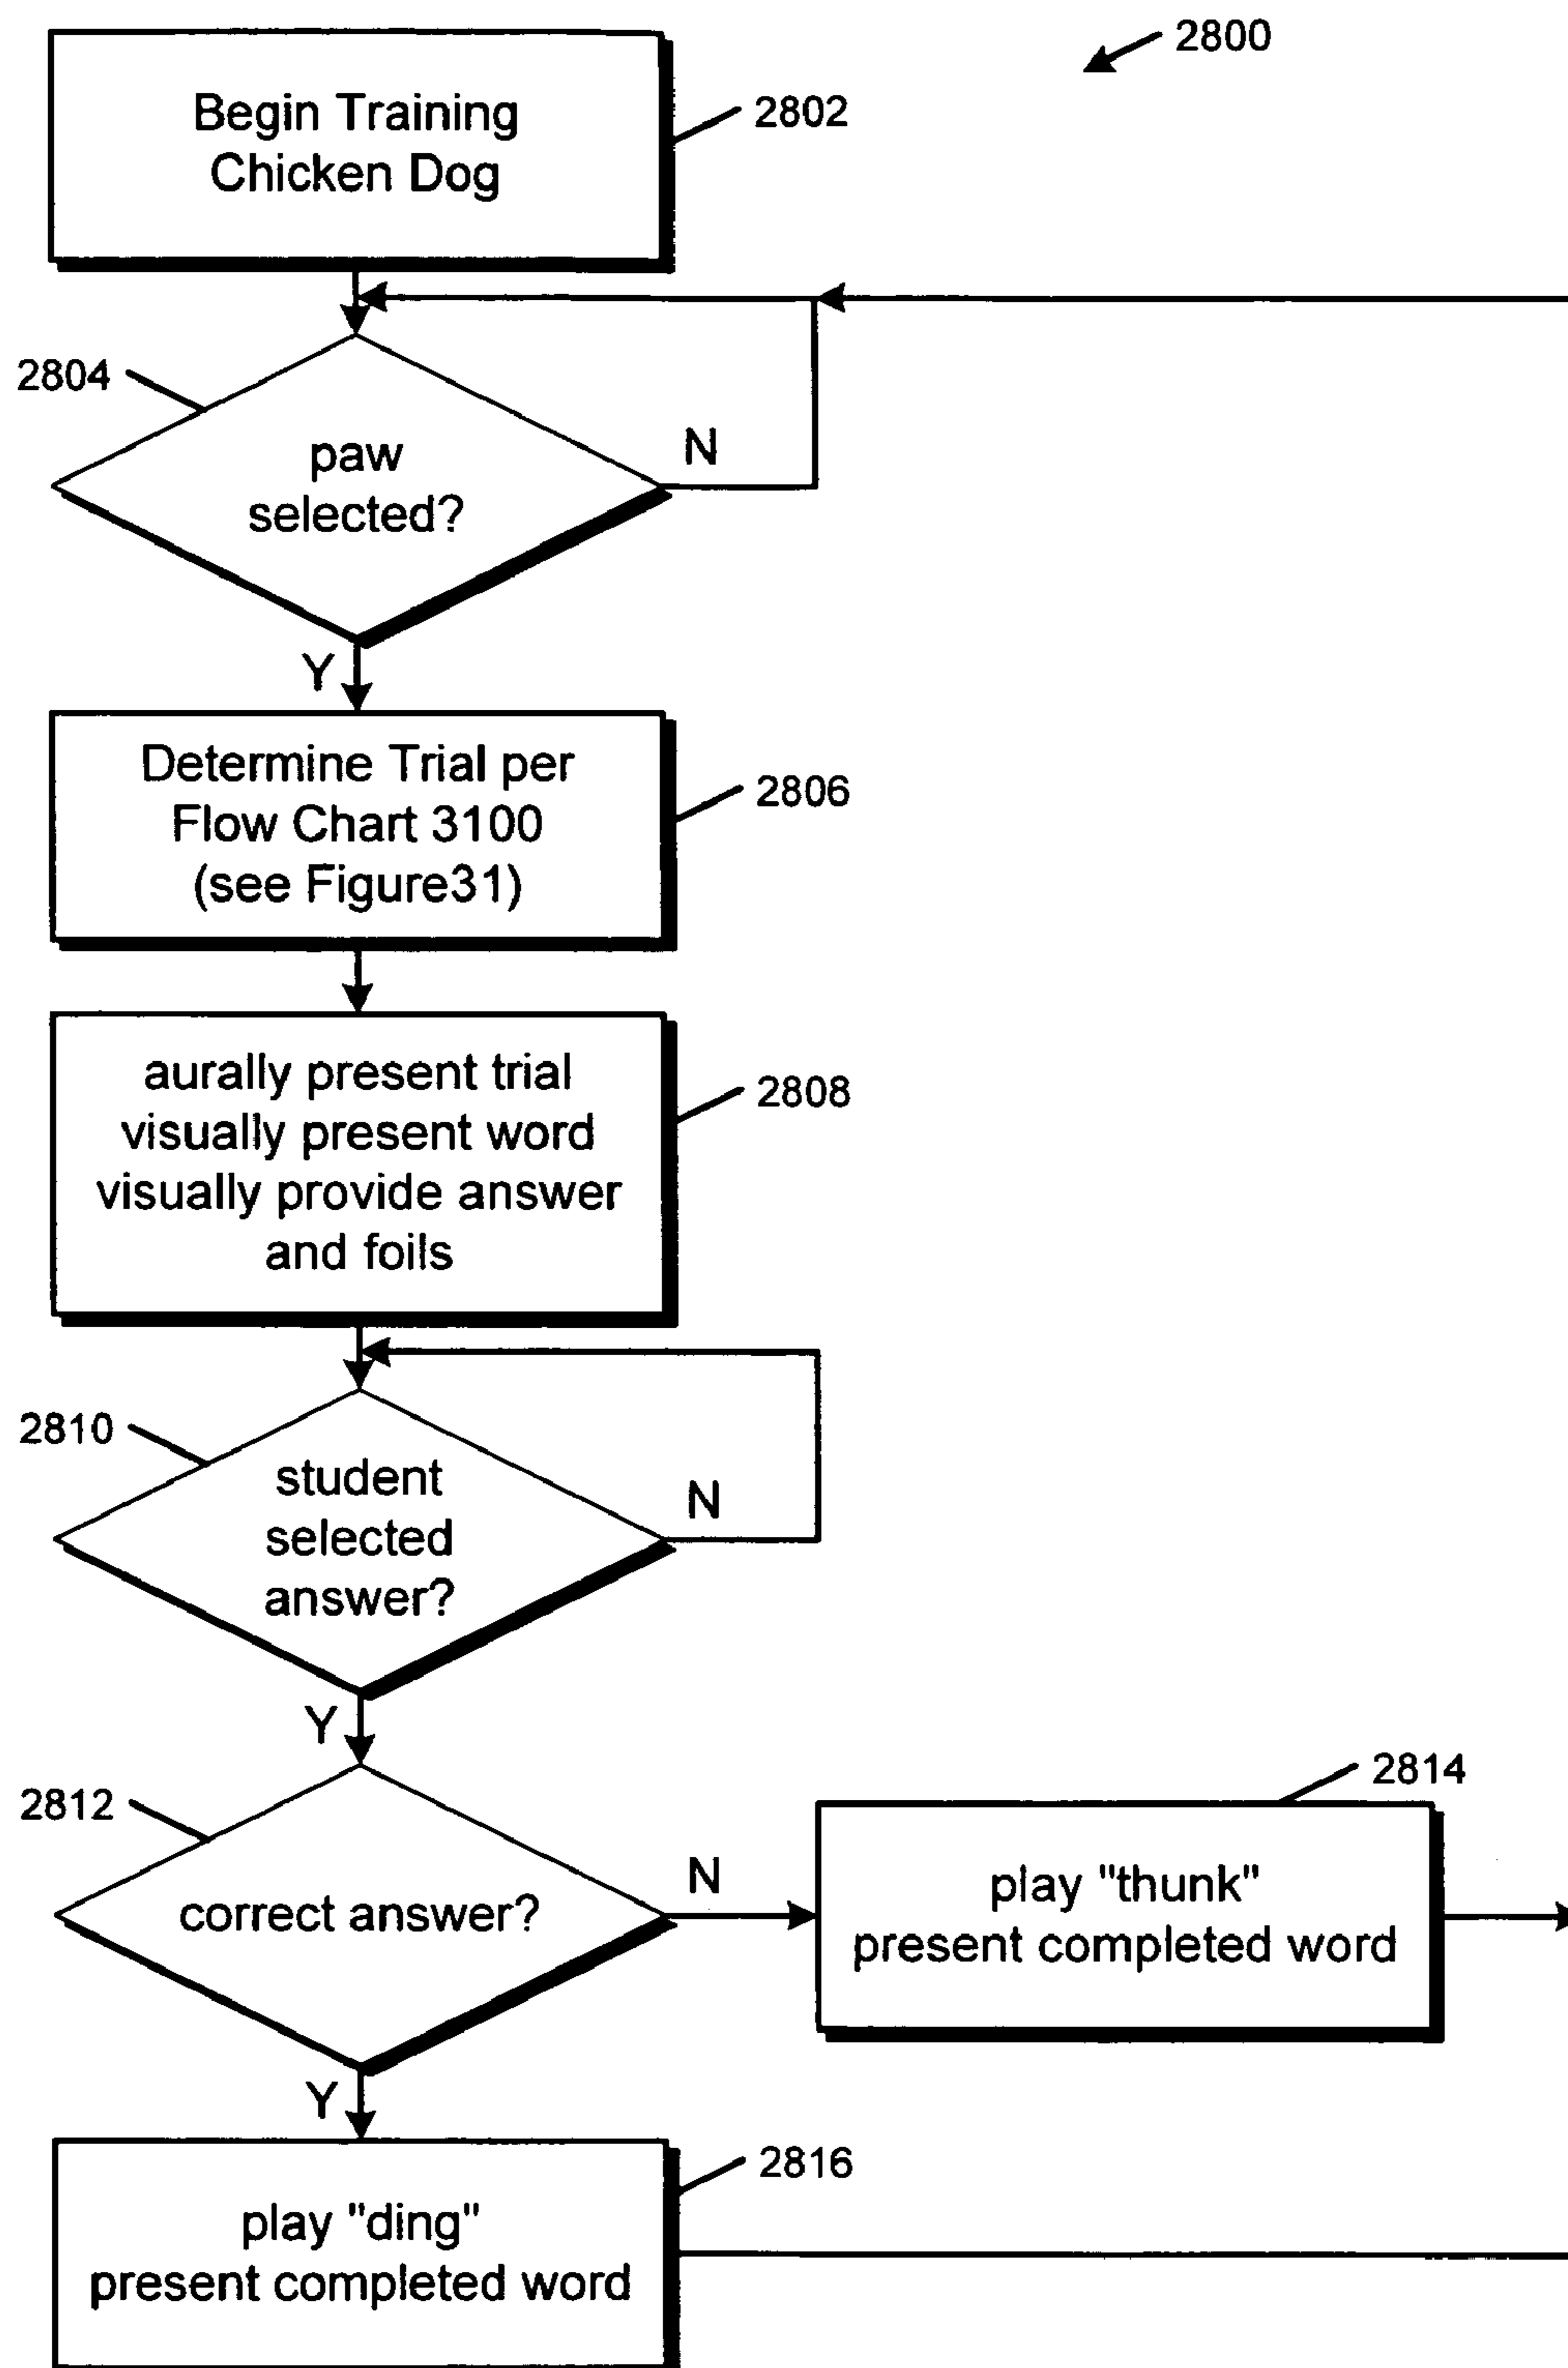 2800
Begin Training
Chicken Dog
2802
2804
paw
selected?
N
Y
Determine Trial per
Flow Chart 3100
(see Figure31)
2806
aurally present trial
visually present word
visually provide answer
and foils
2808
2810
student
selected
answer?
N
Y
2812
correct answer?
N
2814
play "thunk"
present completed word
Y
2816
play "ding"
present completed word